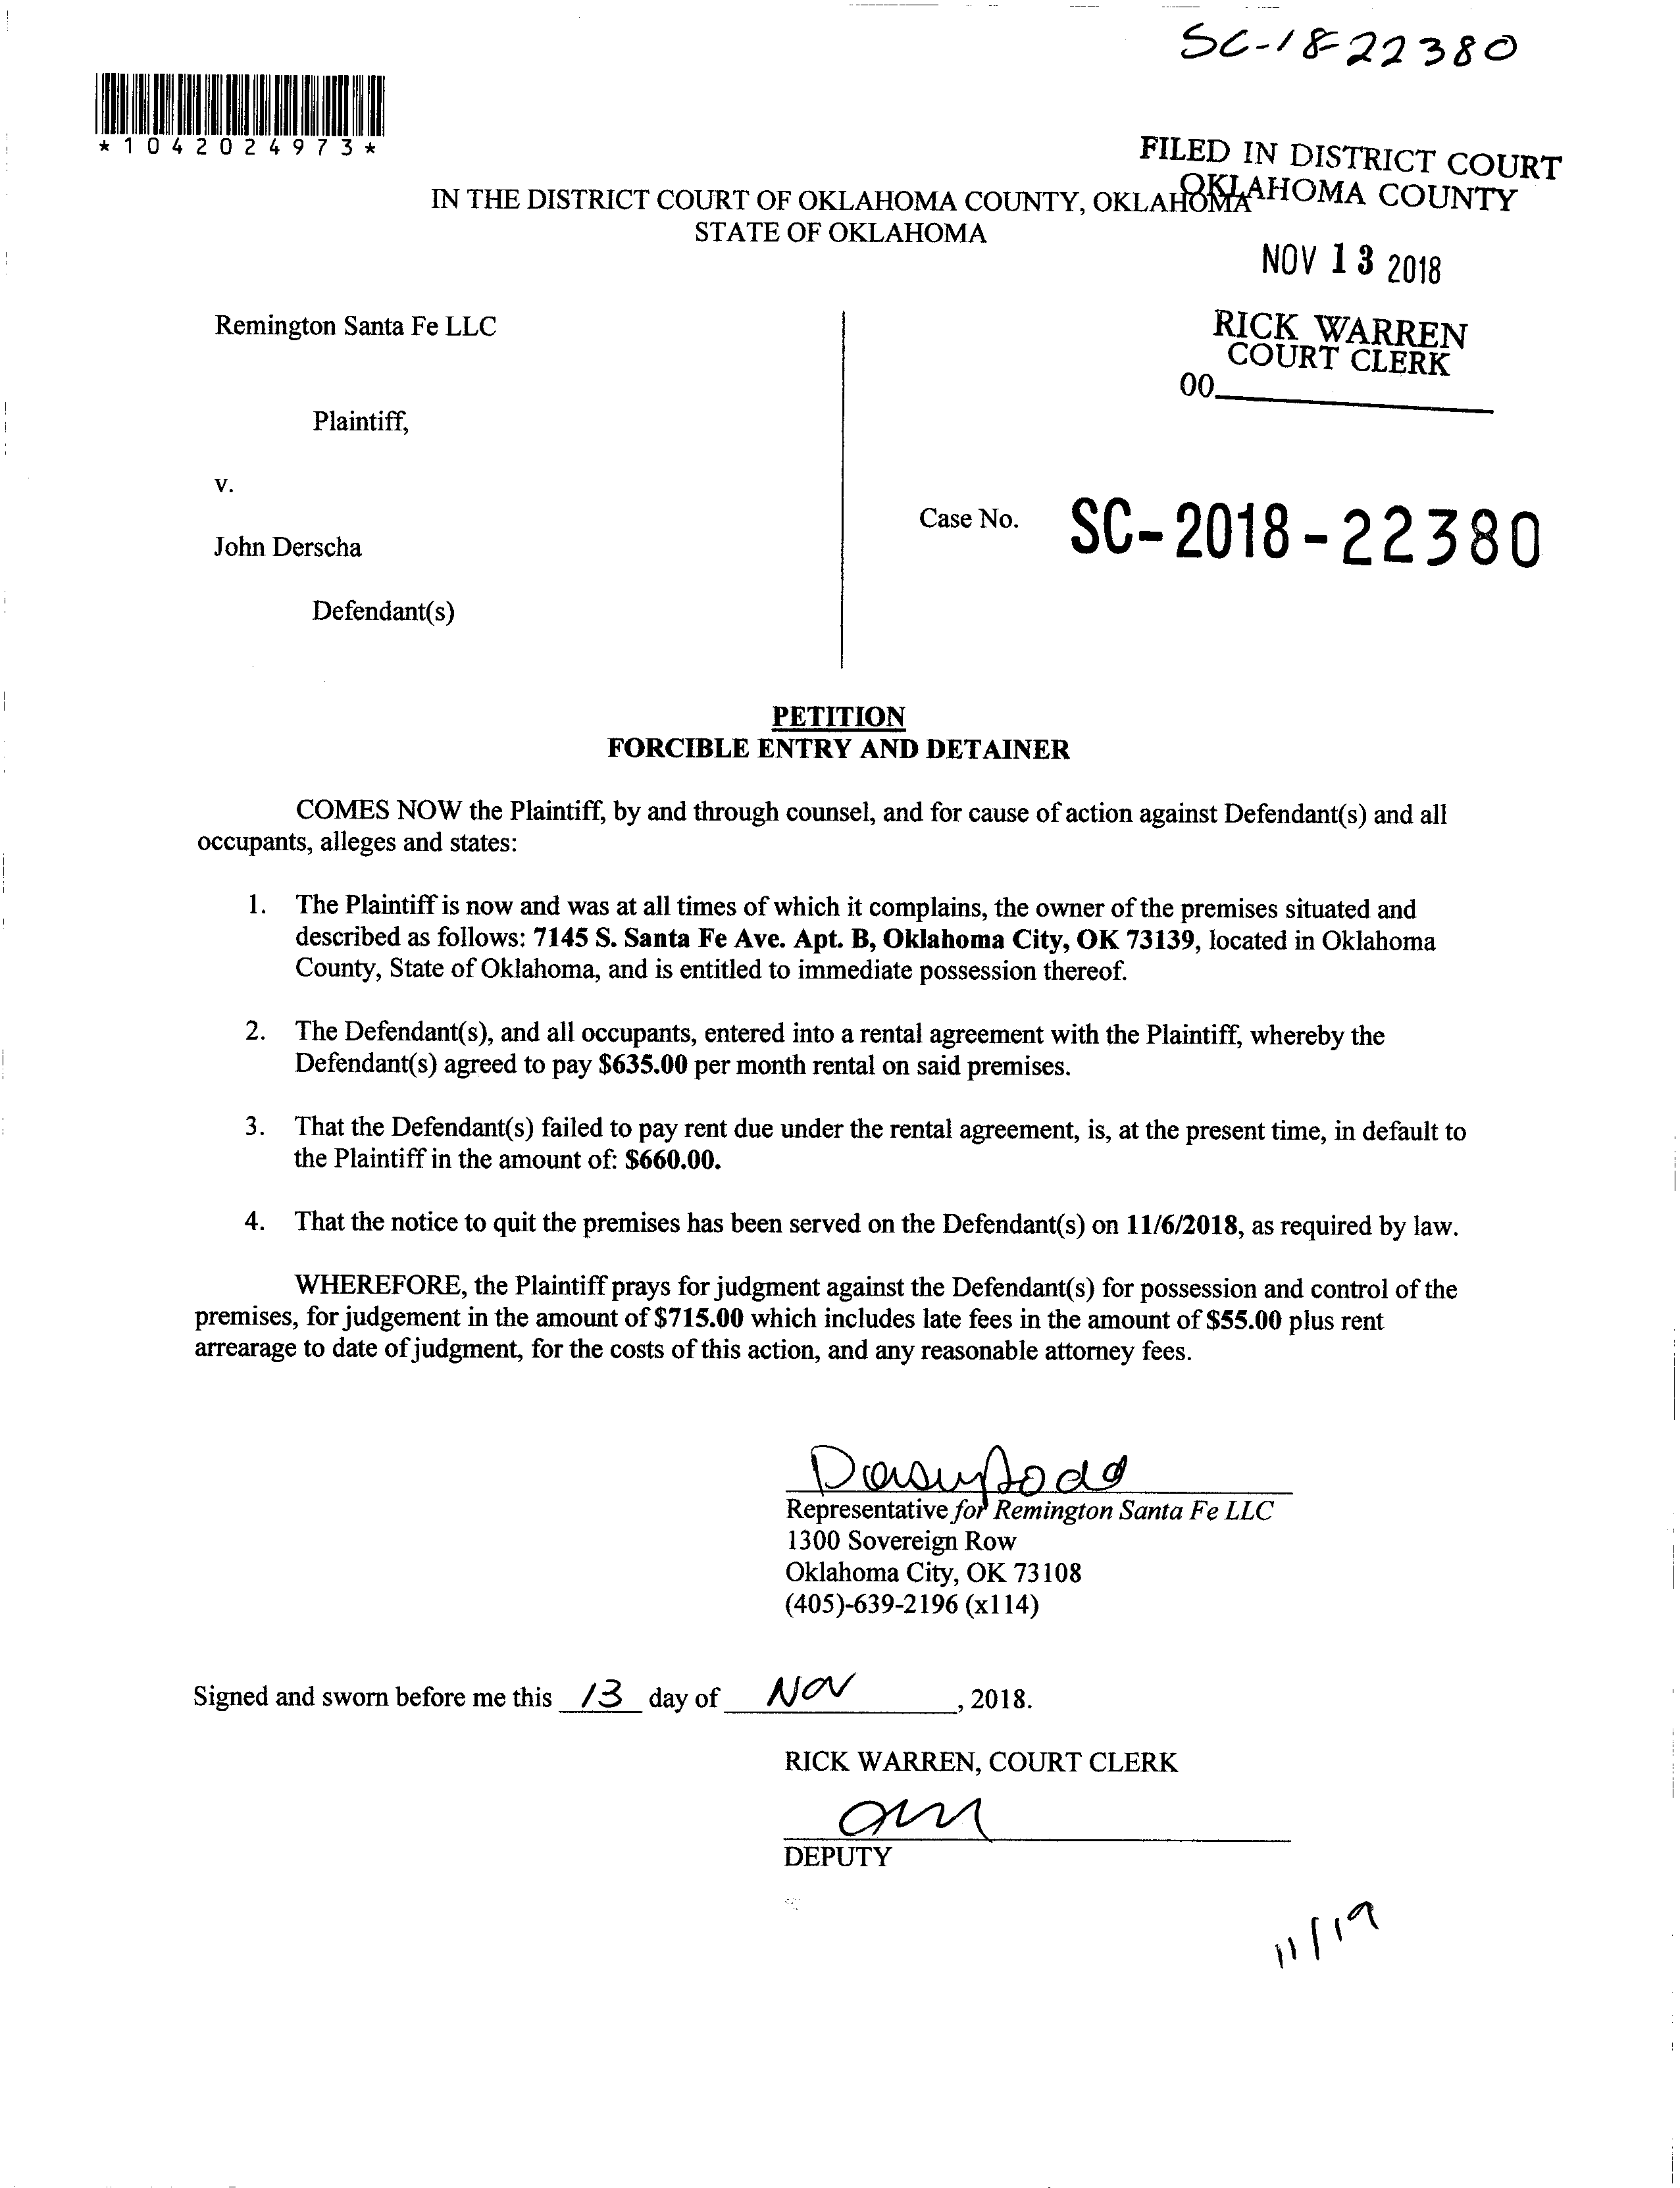 SC-18-22380
*1042024973*
FILED IN DISTRICT COURT
OKLAHOMA COUNTY
IN THE DISTRICT COURT OF OKLAHOMA COUNTY, OKLAHOMA
STATE OF OKLAHOMA
NOV 13 2018
RICK WARREN
COURT CLERK
00
Remington Santa Fe LLC
Plaintiff,
v.
Case No. SC-2018-22380
John Derscha
Defendant(s)
PETITION
FORCIBLE ENTRY AND DETAINER
COMES NOW the Plaintiff, by and through counsel, and for cause of action against Defendant(s) and all
occupants, alleges and states:
1. The Plaintiff is now and was at all times of which it complains, the owner of the premises situated and
described as follows: 7145 S. Santa Fe Ave. Apt. B, Oklahoma City, OK 73139, located in Oklahoma
County, State of Oklahoma, and is entitled to immediate possession thereof.
2. The Defendant(s), and all occupants, entered into a rental agreement with the Plaintiff, whereby the
Defendant(s) agreed to pay $635.00 per month rental on said premises.
3. That the Defendant(s) failed to pay rent due under the rental agreement, is, at the present time, in default to
the Plaintiff in the amount of: $660.00.
4. That the notice to quit the premises has been served on the Defendant(s) on 11/6/2018, as required by law.
WHEREFORE, the Plaintiff prays for judgment against the Defendant(s) for possession and control of the
premises, for judgement in the amount of $715.00 which includes late fees in the amount of $55.00 plus rent
arrearage to date of judgment, for the costs of this action, and any reasonable attorney fees.
Representative for Remington Santa Fe LLC
1300 Sovereign Row
Oklahoma City, OK 73108
(405)-639-2196 (x114)
Signed and sworn before me this 13 day of Nov, 2018.
RICK WARREN, COURT CLERK
DEPUTY
11/19